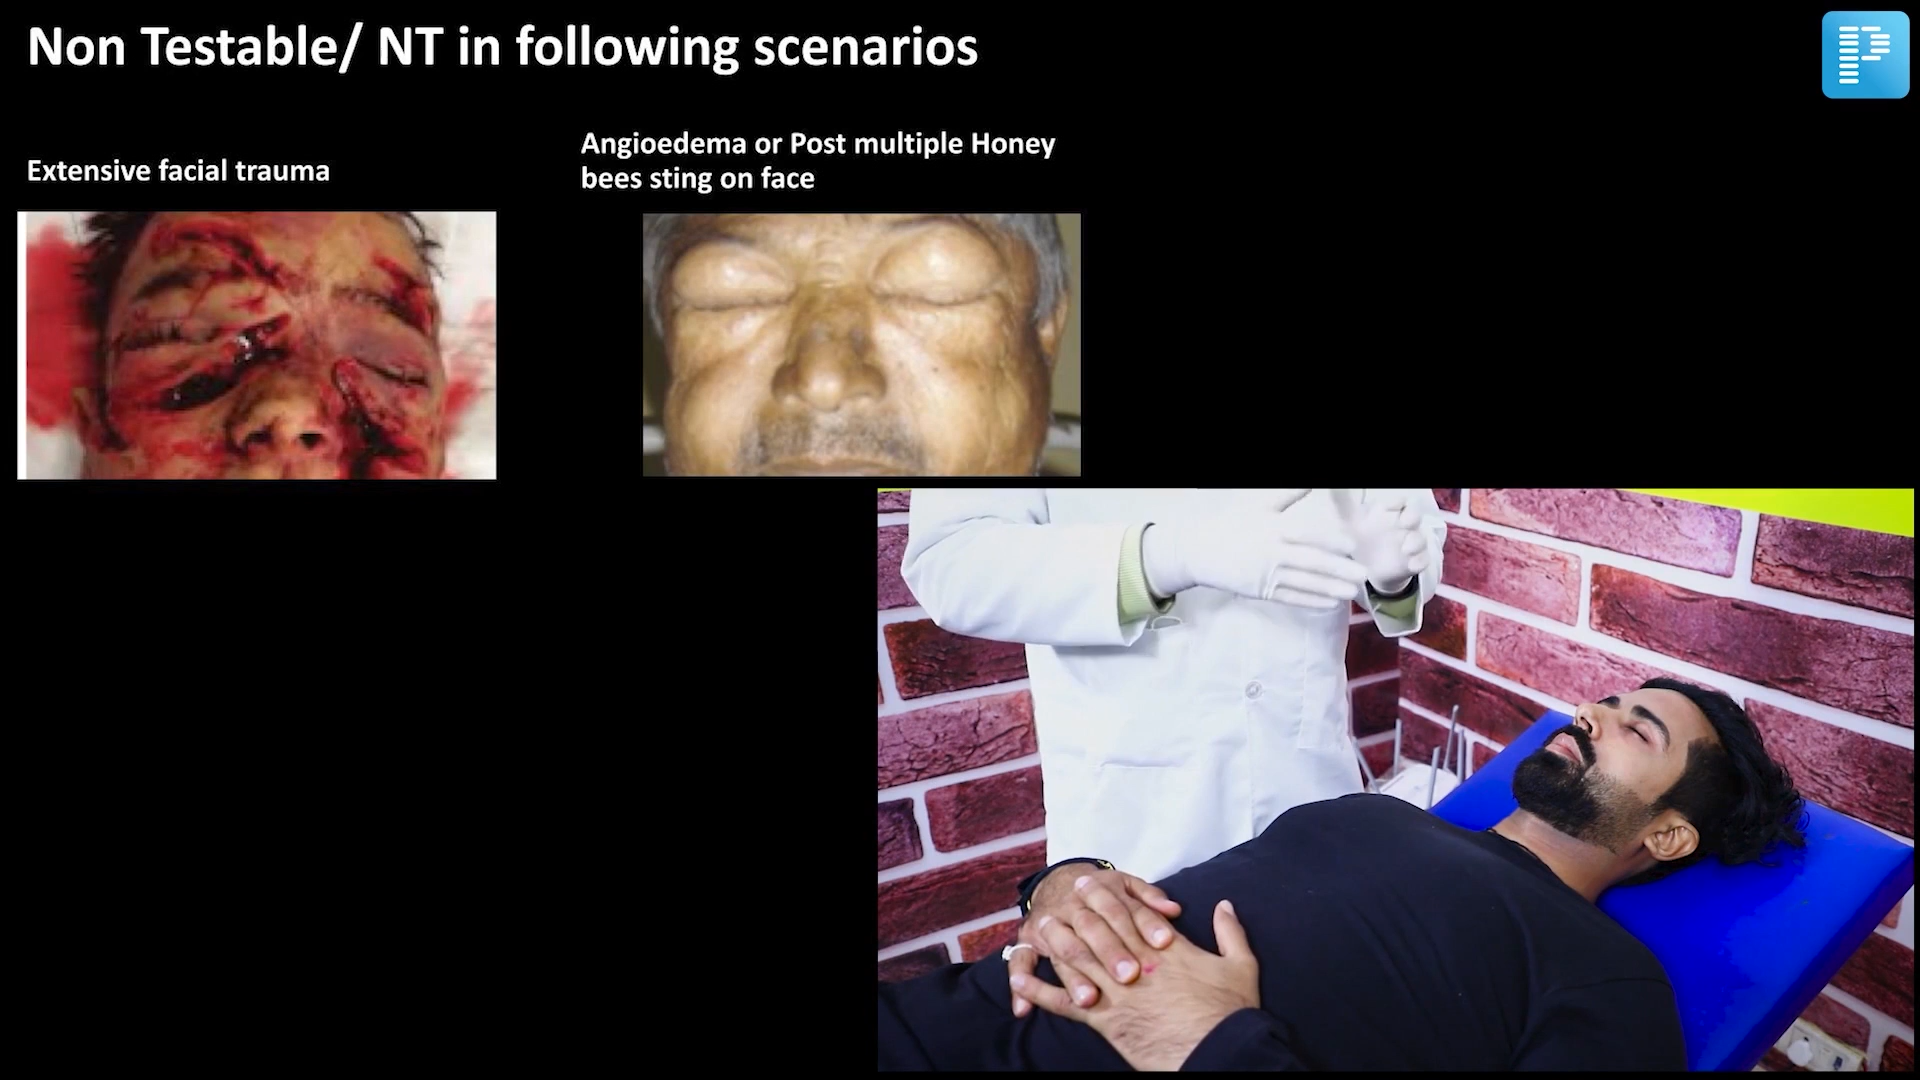 Non Testable/ NT in following scenarios
Extensive facial trauma
Angioedema or Post multiple Honey
bees sting on face